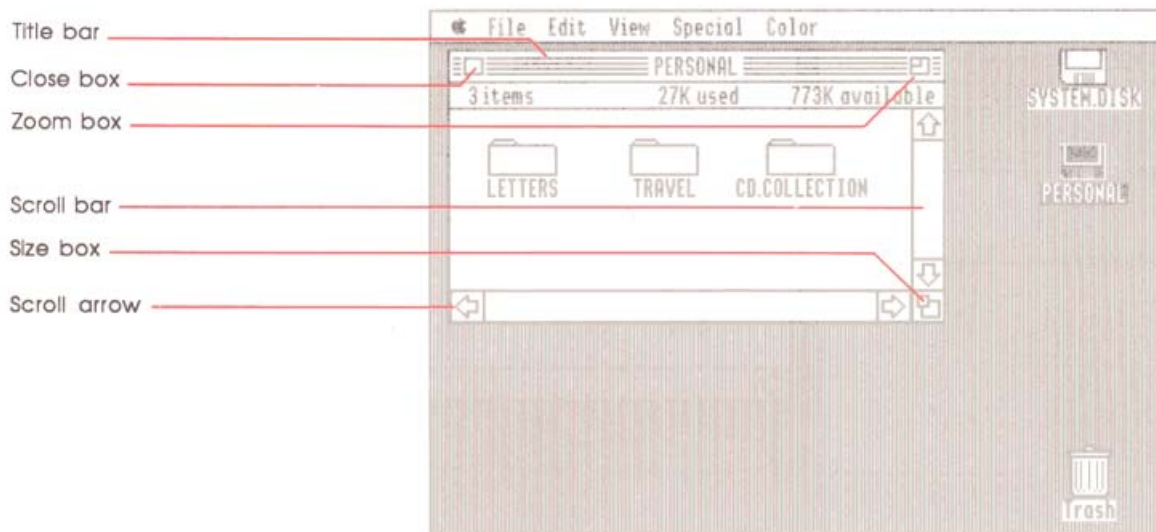 Title bar
Close box
Zoom box
Scroll bar
Size box
Scroll arrow
File Edit View Special Color
PERSONAL
3 items 27K used 773K available
LETTERS TRAVEL CD.COLLECTION
SYSTEM.DISK
PERSONAL
Trash